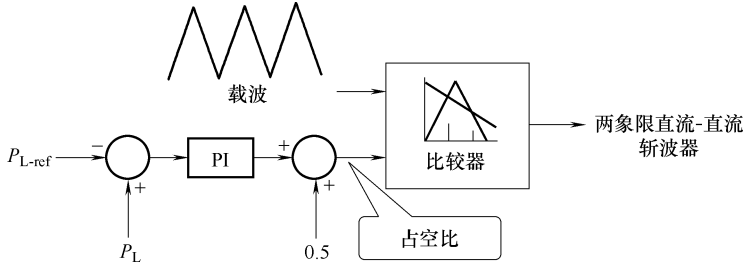 载波
两象限直流-直流
斩波器
P_L-ref
−
+
PI
+
+
比较器
P_L
0.5
占空比